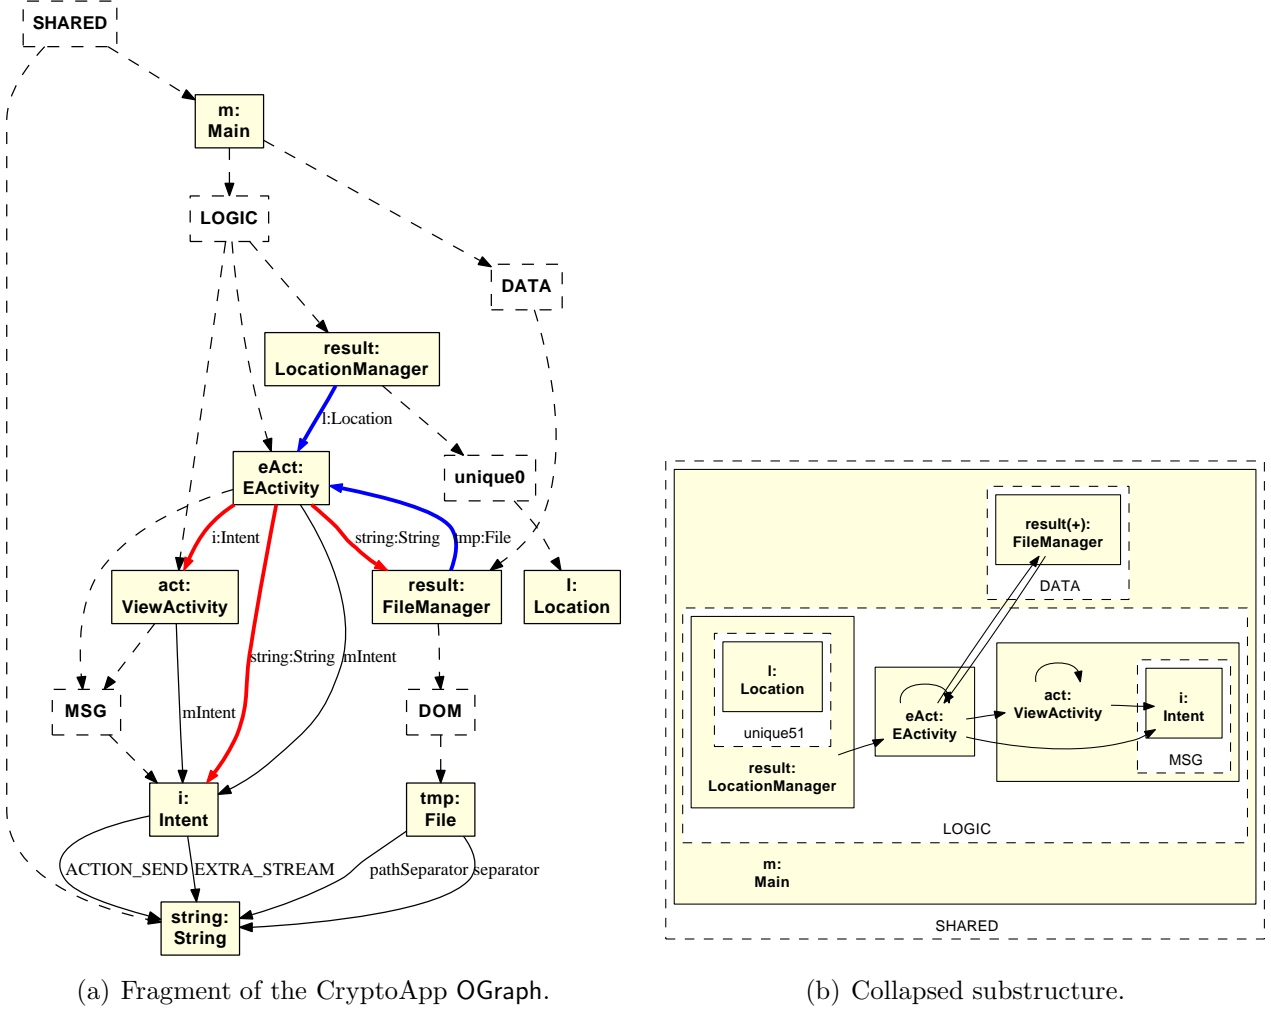 SHARED
m:
Main
LOGIC
DATA
result:
LocationManager
l:Location
eAct:
EActivity
unique0
i:Intent
string:String
tmp:File
act:
ViewActivity
result:
FileManager
l:
Location
string:String
mIntent
MSG
mIntent
DOM
i:
Intent
tmp:
File
ACTION_SEND
EXTRA_STREAM
pathSeparator
separator
string:
String
(a) Fragment of the CryptoApp OGraph.
result(+):
FileManager
DATA
l:
Location
unique51
result:
LocationManager
eAct:
EActivity
act:
ViewActivity
i:
Intent
MSG
LOGIC
m:
Main
SHARED
(b) Collapsed substructure.